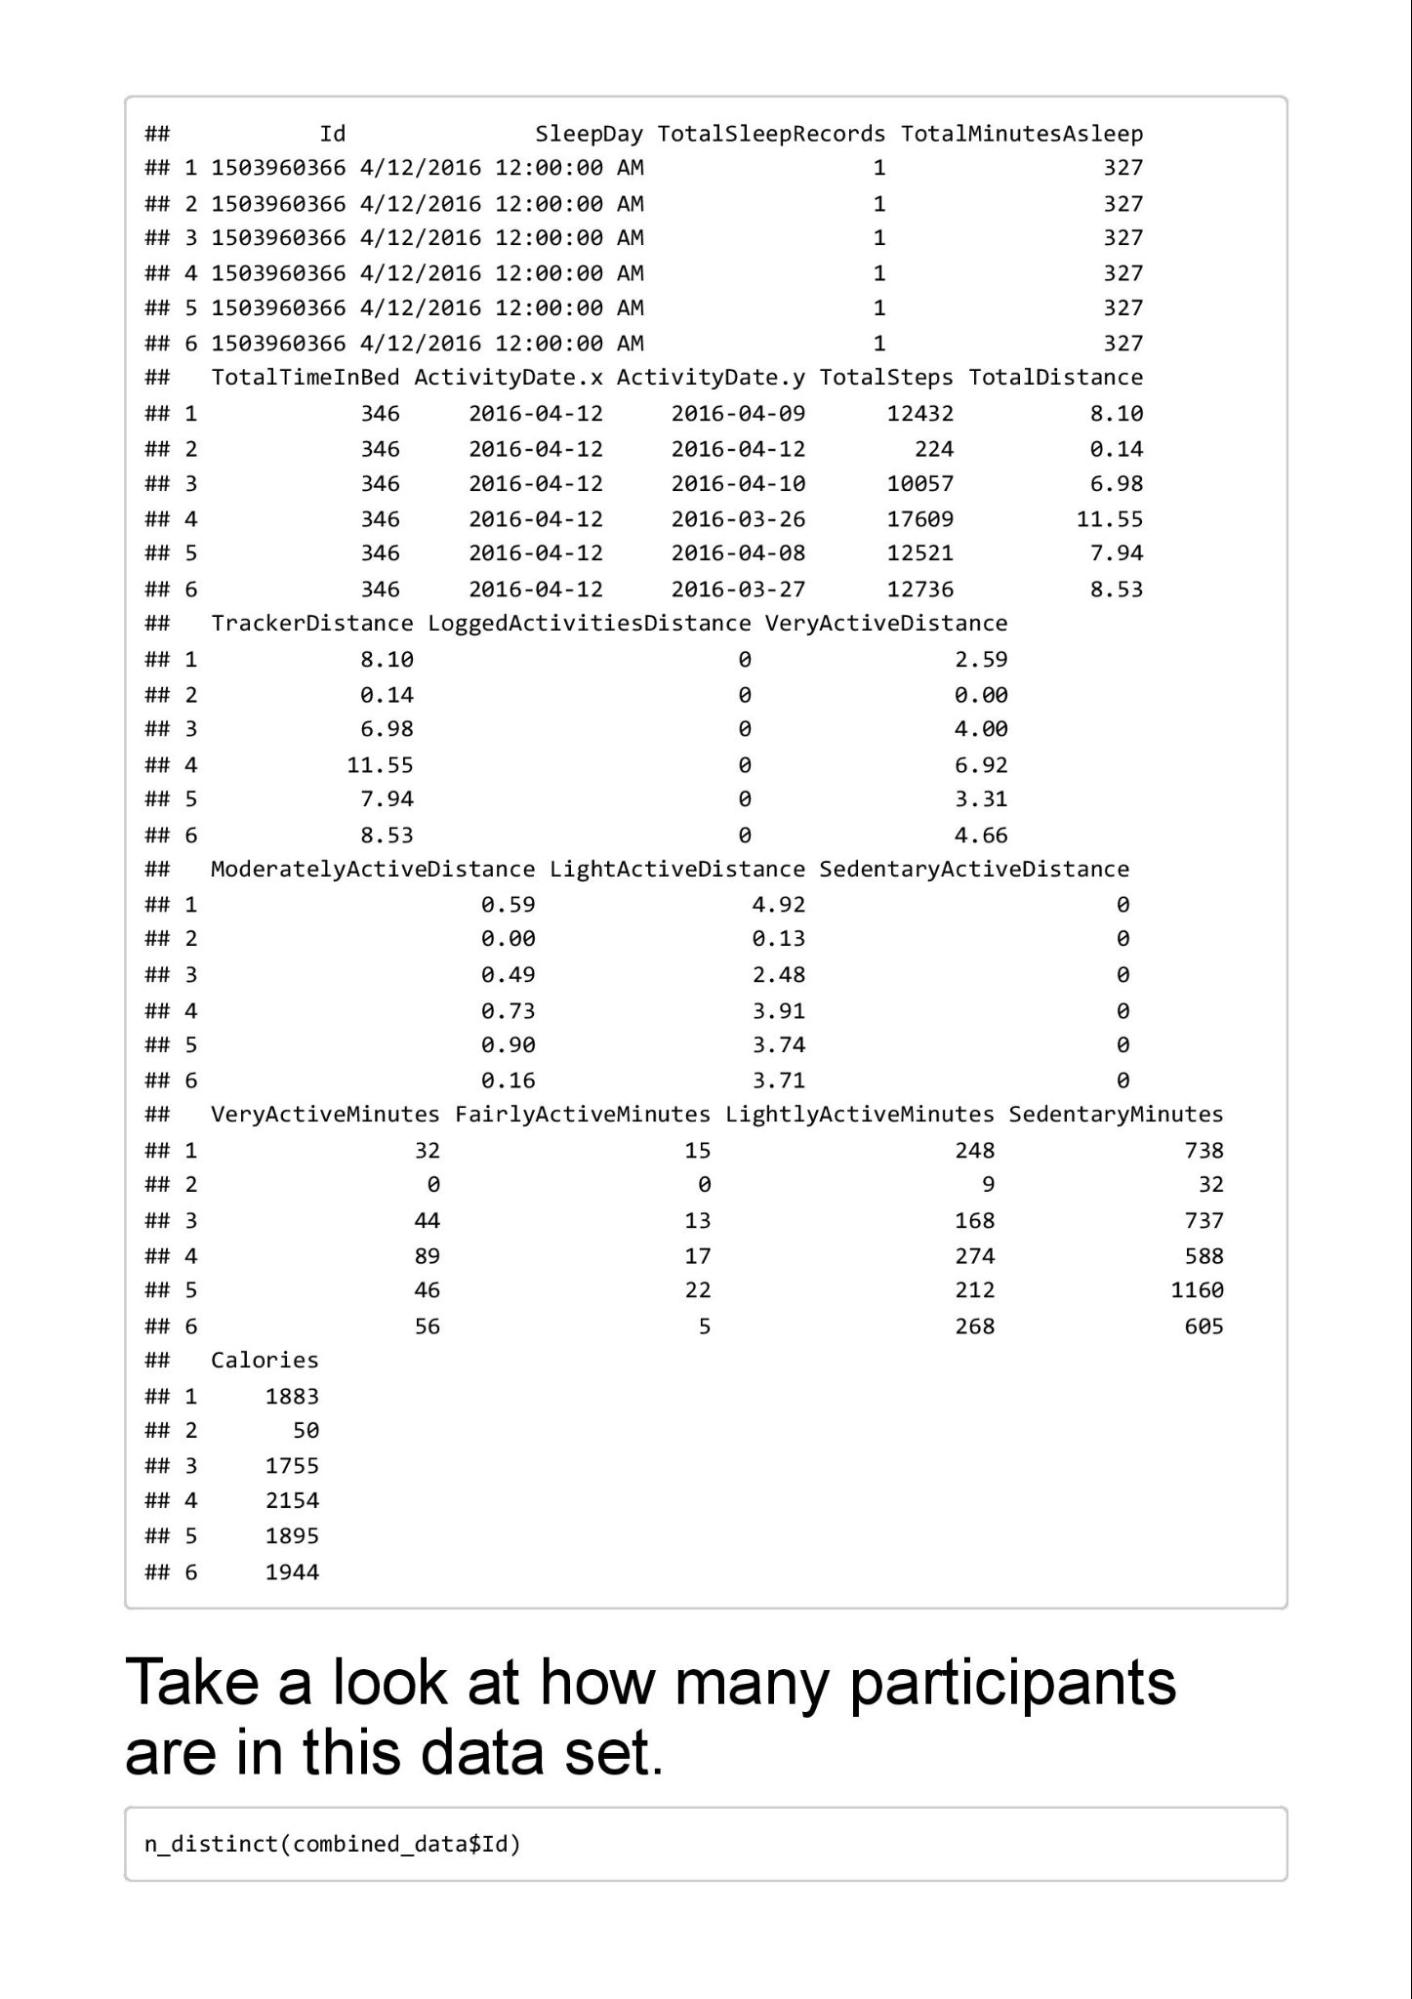 ##           Id              SleepDay TotalSleepRecords TotalMinutesAsleep
## 1 1503960366 4/12/2016 12:00:00 AM                 1                327
## 2 1503960366 4/12/2016 12:00:00 AM                 1                327
## 3 1503960366 4/12/2016 12:00:00 AM                 1                327
## 4 1503960366 4/12/2016 12:00:00 AM                 1                327
## 5 1503960366 4/12/2016 12:00:00 AM                 1                327
## 6 1503960366 4/12/2016 12:00:00 AM                 1                327
##   TotalTimeInBed ActivityDate.x ActivityDate.y TotalSteps TotalDistance
## 1            346     2016-04-12     2016-04-09      12432          8.10
## 2            346     2016-04-12     2016-04-12        224          0.14
## 3            346     2016-04-12     2016-04-10      10057          6.98
## 4            346     2016-04-12     2016-03-26      17609         11.55
## 5            346     2016-04-12     2016-04-08      12521          7.94
## 6            346     2016-04-12     2016-03-27      12736          8.53
##   TrackerDistance LoggedActivitiesDistance VeryActiveDistance
## 1            8.10                        0               2.59
## 2            0.14                        0               0.00
## 3            6.98                        0               4.00
## 4           11.55                        0               6.92
## 5            7.94                        0               3.31
## 6            8.53                        0               4.66
##   ModeratelyActiveDistance LightActiveDistance SedentaryActiveDistance
## 1                     0.59                4.92                       0
## 2                     0.00                0.13                       0
## 3                     0.49                2.48                       0
## 4                     0.73                3.91                       0
## 5                     0.90                3.74                       0
## 6                     0.16                3.71                       0
##   VeryActiveMinutes FairlyActiveMinutes LightlyActiveMinutes SedentaryMinutes
## 1                32                  15                  248              738
## 2                 0                   0                    9               32
## 3                44                  13                  168              737
## 4                89                  17                  274              588
## 5                46                  22                  212             1160
## 6                56                   5                  268              605
##   Calories
## 1     1883
## 2       50
## 3     1755
## 4     2154
## 5     1895
## 6     1944
Take a look at how many participants
are in this data set.
n_distinct(combined_data$Id)